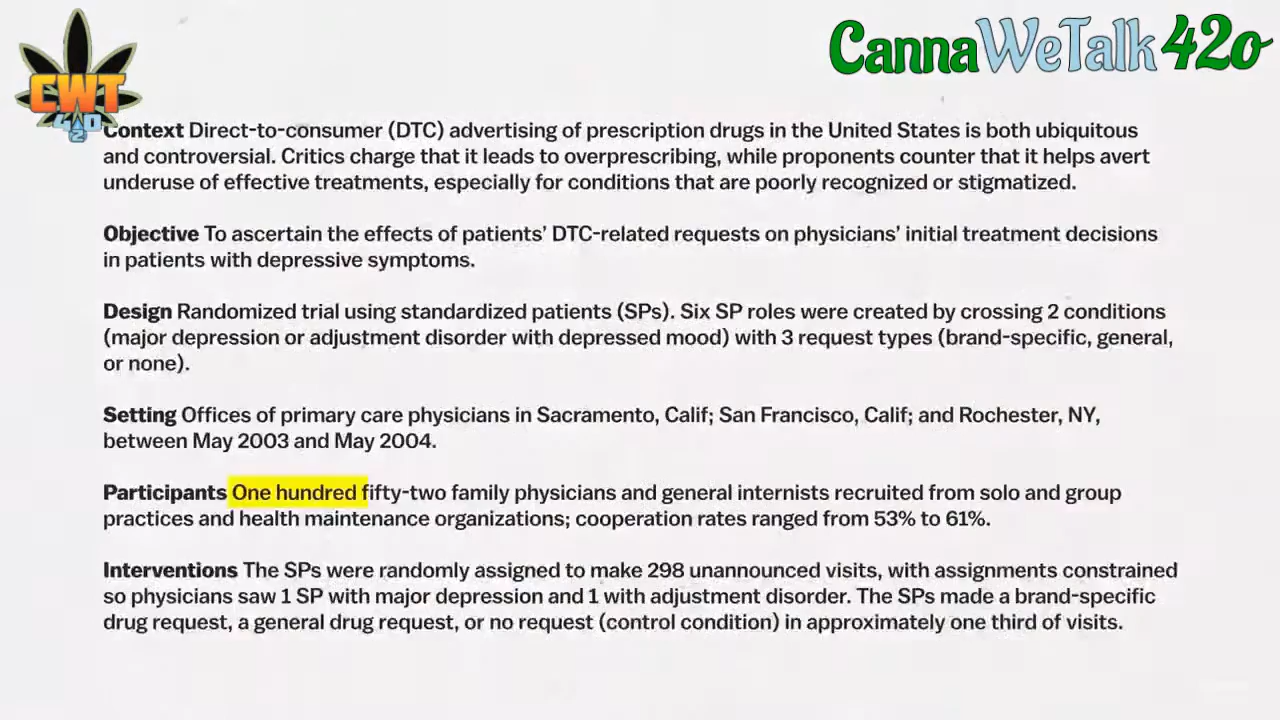 CannaWeTalk420
CWT
420
Context Direct-to-consumer (DTC) advertising of prescription drugs in the United States is both ubiquitous
and controversial. Critics charge that it leads to overprescribing, while proponents counter that it helps avert
underuse of effective treatments, especially for conditions that are poorly recognized or stigmatized.
Objective To ascertain the effects of patients’ DTC-related requests on physicians’ initial treatment decisions
in patients with depressive symptoms.
Design Randomized trial using standardized patients (SPs). Six SP roles were created by crossing 2 conditions
(major depression or adjustment disorder with depressed mood) with 3 request types (brand-specific, general,
or none).
Setting Offices of primary care physicians in Sacramento, Calif; San Francisco, Calif; and Rochester, NY,
between May 2003 and May 2004.
Participants One hundred fifty-two family physicians and general internists recruited from solo and group
practices and health maintenance organizations; cooperation rates ranged from 53% to 61%.
Interventions The SPs were randomly assigned to make 298 unannounced visits, with assignments constrained
so physicians saw 1 SP with major depression and 1 with adjustment disorder. The SPs made a brand-specific
drug request, a general drug request, or no request (control condition) in approximately one third of visits.